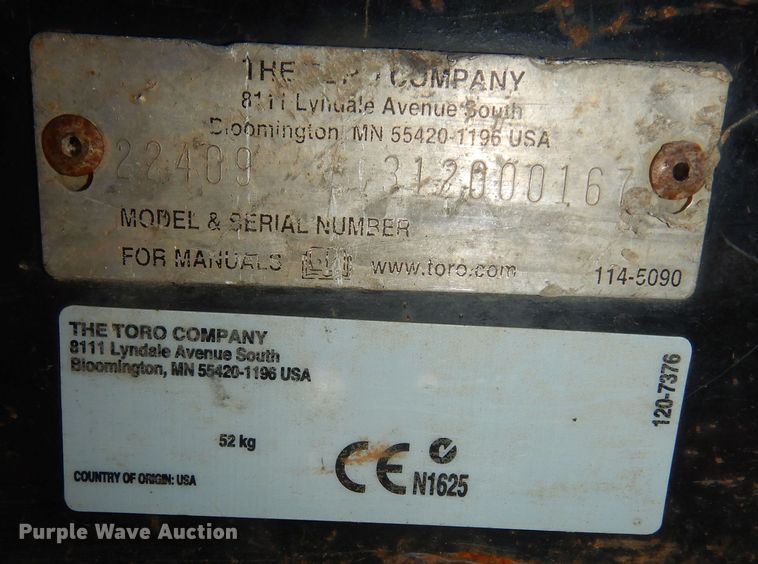 THE TORO COMPANY
8111 Lyndale Avenue South
Bloomington, MN 55420-1196 USA
22409 312000167
MODEL & SERIAL NUMBER
FOR MANUALS www.toro.com 114-5090
THE TORO COMPANY
8111 Lyndale Avenue South
Bloomington, MN 55420-1196 USA
120-7376
52 kg
CE N1625
COUNTRY OF ORIGIN: USA
Purple Wave Auction